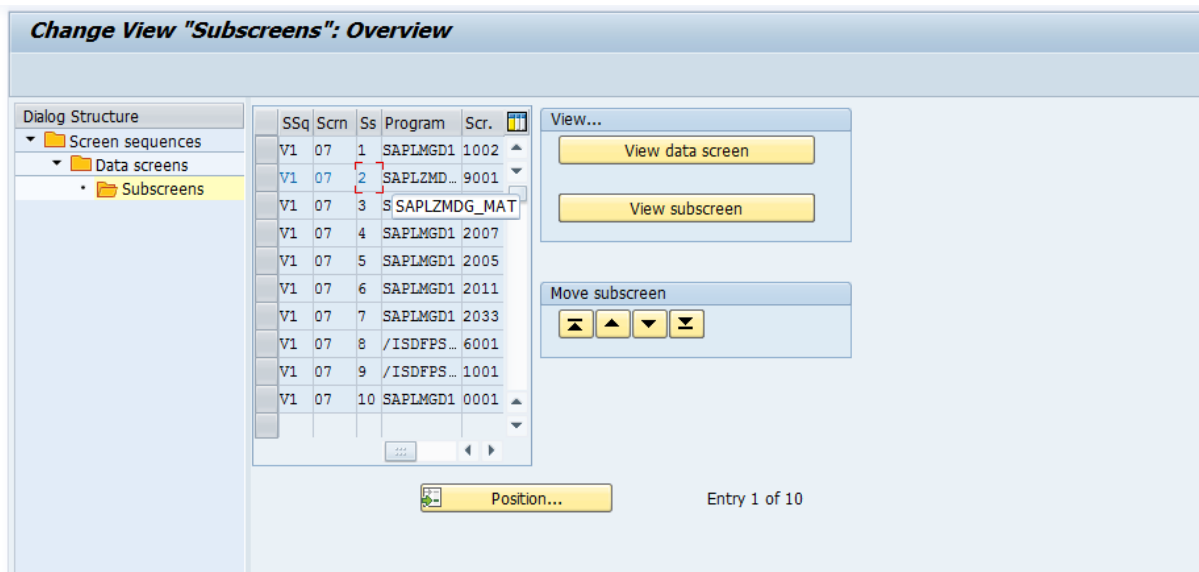 Change View "Subscreens": Overview
Dialog Structure
Screen sequences
Data screens
Subscreens
SSq Scrn Ss Program Scr.
V1 07 1 SAPLMGD1 1002
V1 07 2 SAPLZMD… 9001
V1 07 3 S SAPLZMDG_MAT
V1 07 4 SAPLMGD1 2007
V1 07 5 SAPLMGD1 2005
V1 07 6 SAPLMGD1 2011
V1 07 7 SAPLMGD1 2033
V1 07 8 /ISDFPS… 6001
V1 07 9 /ISDFPS… 1001
V1 07 10 SAPLMGD1 0001
View...
View data screen
View subscreen
Move subscreen
Position...
Entry 1 of 10